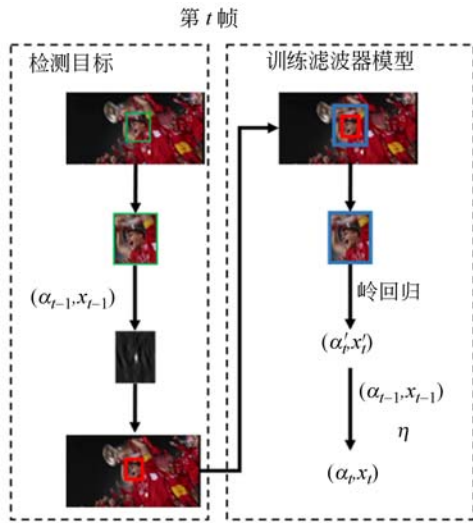 第 t 帧
检测目标
(α_{t-1},x_{t-1})
训练滤波器模型
岭回归
(α'_t,x'_t)
(α_{t-1},x_{t-1})
η
(α_t,x_t)